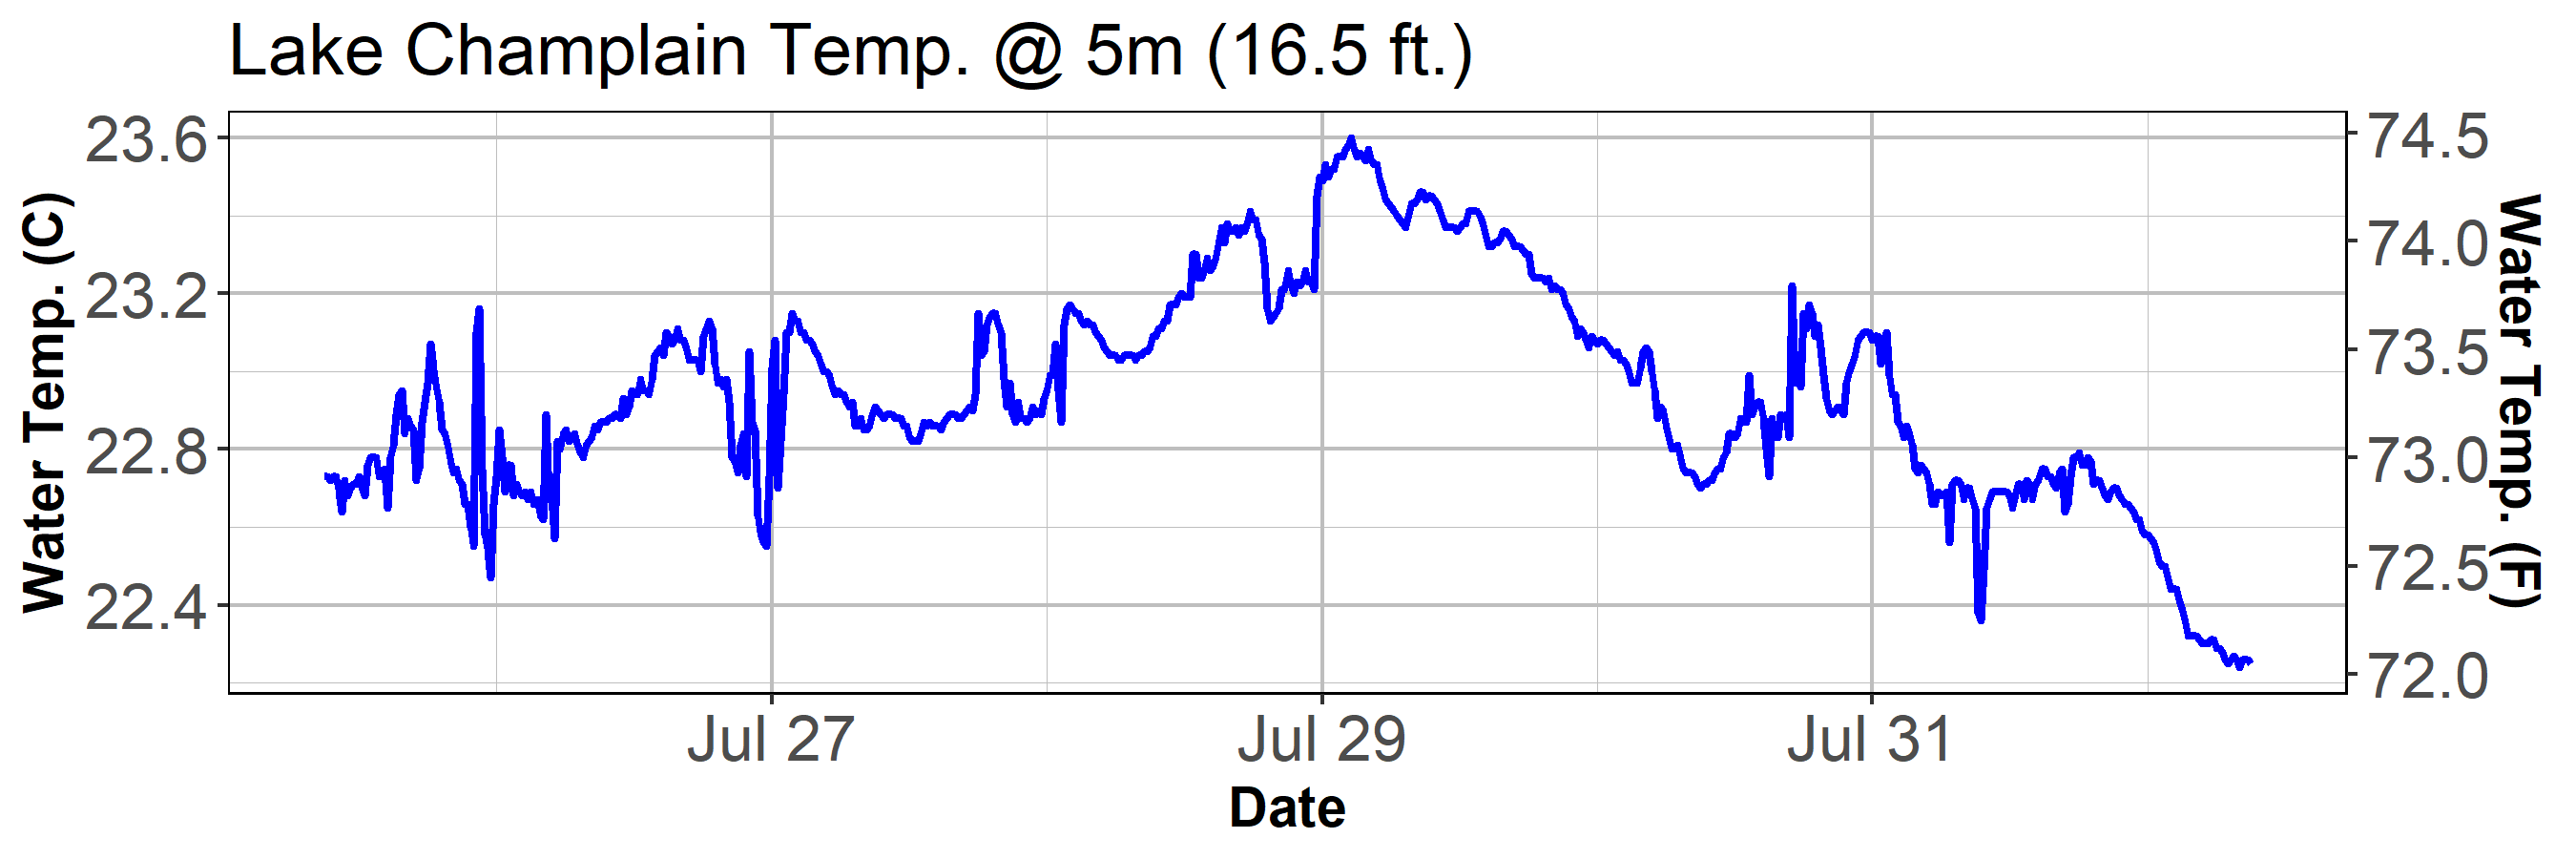 Lake Champlain Temp. @ 5m (16.5 ft.)
Water Temp. (C)
23.6
23.2
22.8
22.4
74.5
74.0
73.5
73.0
72.5
72.0
Water Temp. (F)
Jul 27
Jul 29
Jul 31
Date